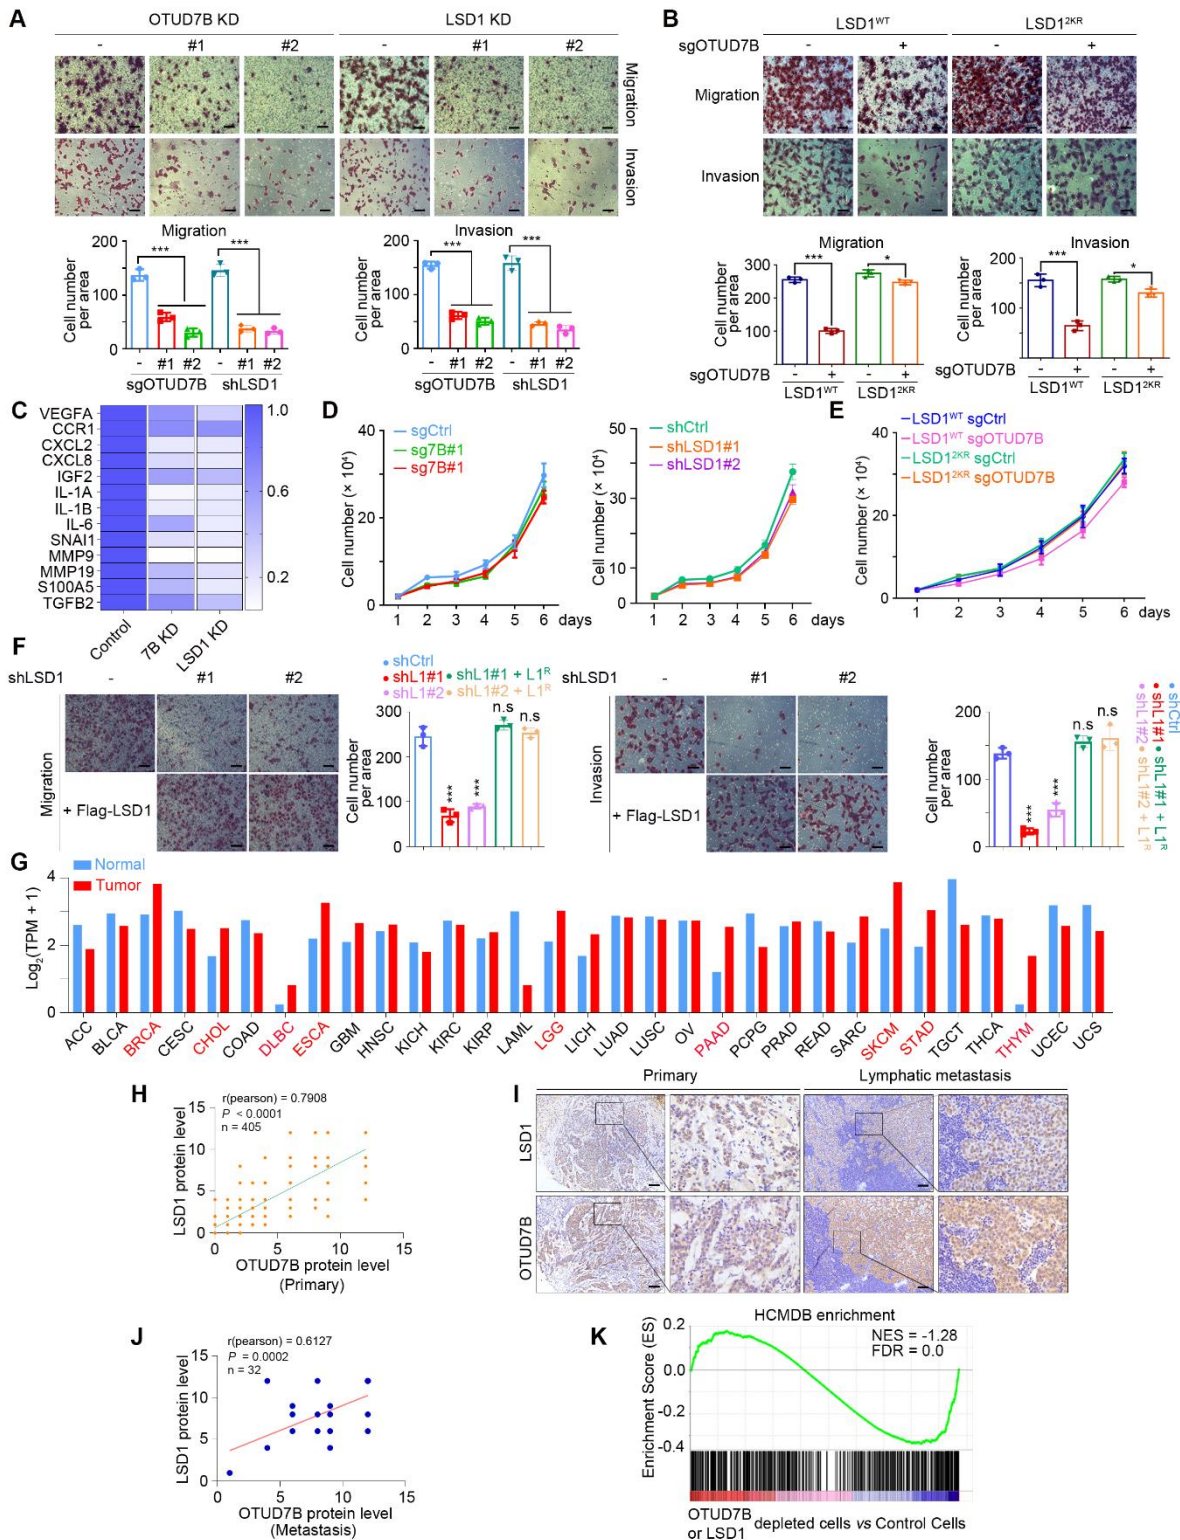 A
OTUD7B KD
LSD1 KD
-
#1
#2
-
#1
#2
Migration
Invasion
Migration
Cell number
per area
200
150
100
50
0
***
***
-
#1
#2
-
#1
#2
sgOTUD7B
shLSD1
Invasion
Cell number
per area
200
150
100
50
0
***
***
-
#1
#2
-
#1
#2
sgOTUD7B
shLSD1
B
LSD1WT
LSD12KR
sgOTUD7B
-
+
-
+
Migration
Invasion
Migration
Cell number
per area
300
200
100
***
*
sgOTUD7B
-
+
-
+
LSD1WT
LSD12KR
Invasion
Cell number
per area
200
150
100
50
0
***
*
-
+
-
+
LSD1WT
LSD12KR
C
VEGFA
CCR1
CXCL2
CXCL8
IGF2
IL-1A
IL-1B
IL-6
SNAI1
MMP9
MMP19
S100A5
TGFB2
Control
7B KD
LSD1 KD
1.0
0.6
0.2
D
Cell number (× 10⁴)
40
20
0
sgCtrl
sg7B#1
sg7B#1
1 2 3 4 5 6 days
Cell number (× 10⁴)
50
30
10
0
shCtrl
shLSD1#1
shLSD1#2
1 2 3 4 5 6 days
E
Cell number (× 10⁴)
40
20
0
LSD1WT sgCtrl
LSD1WT sgOTUD7B
LSD12KR sgCtrl
LSD12KR sgOTUD7B
1 2 3 4 5 6 days
F
shLSD1
-
#1
#2
Migration
+ Flag-LSD1
shCtrl
shL1#1
shL1#1 + L1R
shL1#2
shL1#2 + L1R
Cell number
per area
300
200
100
0
***
***
n.s
n.s
shLSD1
-
#1
#2
Invasion
+ Flag-LSD1
Cell number
per area
200
100
0
***
***
n.s
n.s
shCtrl
shL1#1
shL1#1 + L1R
shL1#2
shL1#2 + L1R
G
Normal
Tumor
Log2(TPM + 1)
4
2
0
ACC
BLCA
BRCA
CESC
CHOL
COAD
DLBC
ESCA
GBM
HNSC
KICH
KIRC
KIRP
LAML
LGG
LICH
LUAD
LUSC
OV
PAAD
PCPG
PRAD
READ
SARC
SKCM
STAD
TGCT
THCA
THYM
UCEC
UCS
H
r(pearson) = 0.7908
P < 0.0001
n = 405
LSD1 protein level
15
10
5
0
0 5 10 15
OTUD7B protein level
(Primary)
I
Primary
Lymphatic metastasis
LSD1
OTUD7B
J
r(pearson) = 0.6127
P = 0.0002
n = 32
LSD1 protein level
15
10
5
0
0 5 10 15
OTUD7B protein level
(Metastasis)
K
HCMDB enrichment
NES = -1.28
FDR = 0.0
Enrichment Score (ES)
0.2
0.0
-0.2
-0.4
OTUD7B
or LSD1
depleted cells vs Control Cells